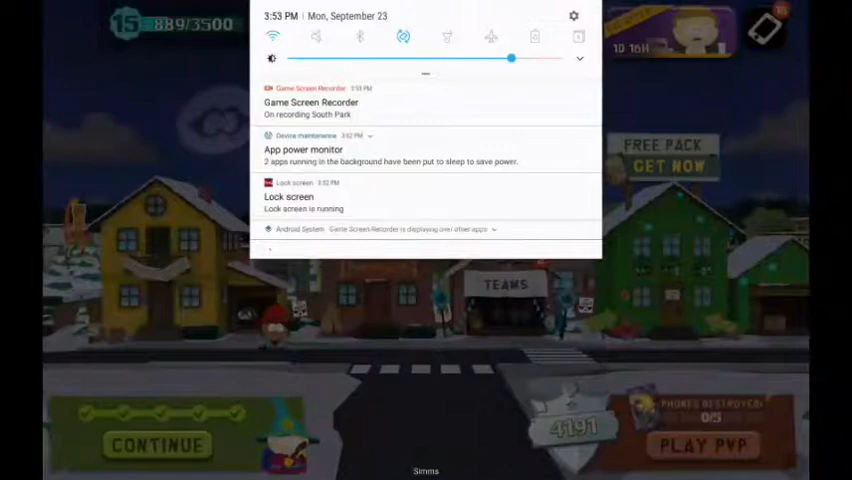 3:53 PM | Mon, September 23
15 889/3500
1D 16H
Game Screen Recorder 3:53 PM
Game Screen Recorder
On recording South Park
Device maintenance 3:52 PM
App power monitor
2 apps running in the background have been put to sleep to save power.
Lock screen 3:52 PM
Lock screen
Lock screen is running
Android System Game Screen Recorder is displaying over other apps
FREE PACK
GET NOW
TEAMS
CONTINUE
4191
PHONES DESTROYED:
0/5
PLAY PVP
Simms